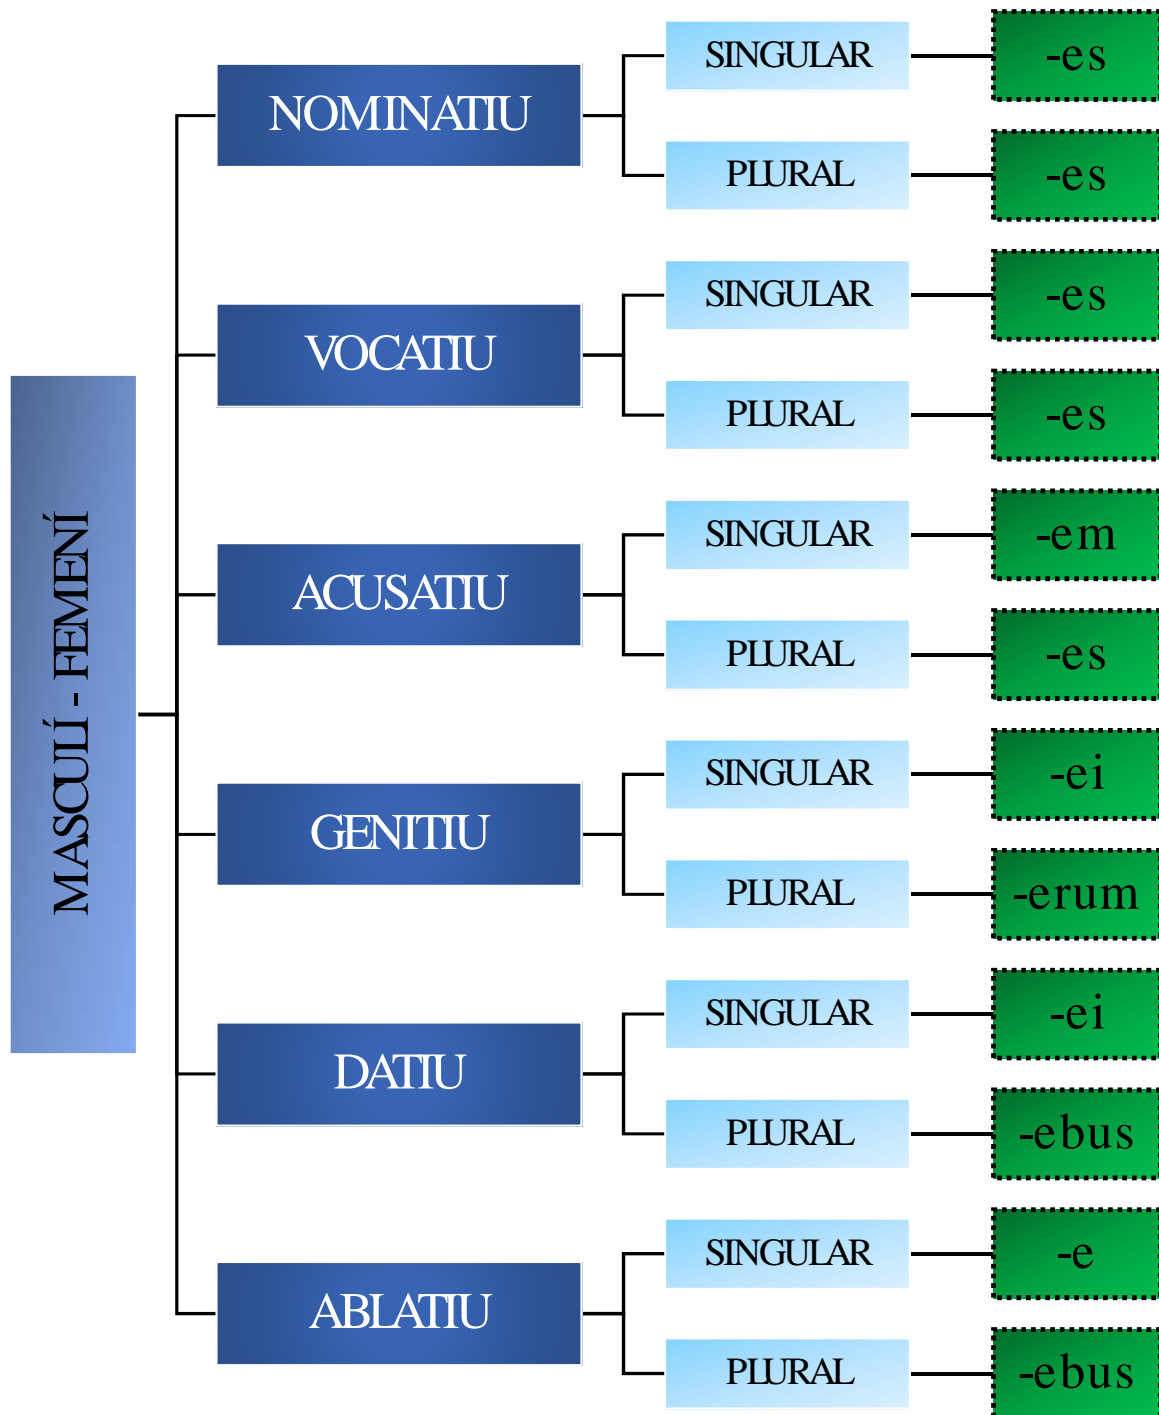 MASCULÍ - FEMENÍ
NOMINATIU
SINGULAR
-es
PLURAL
-es
VOCATIU
SINGULAR
-es
PLURAL
-es
ACUSATIU
SINGULAR
-em
PLURAL
-es
GENITIU
SINGULAR
-ei
PLURAL
-erum
DATIU
SINGULAR
-ei
PLURAL
-ebus
ABLATIU
SINGULAR
-e
PLURAL
-ebus